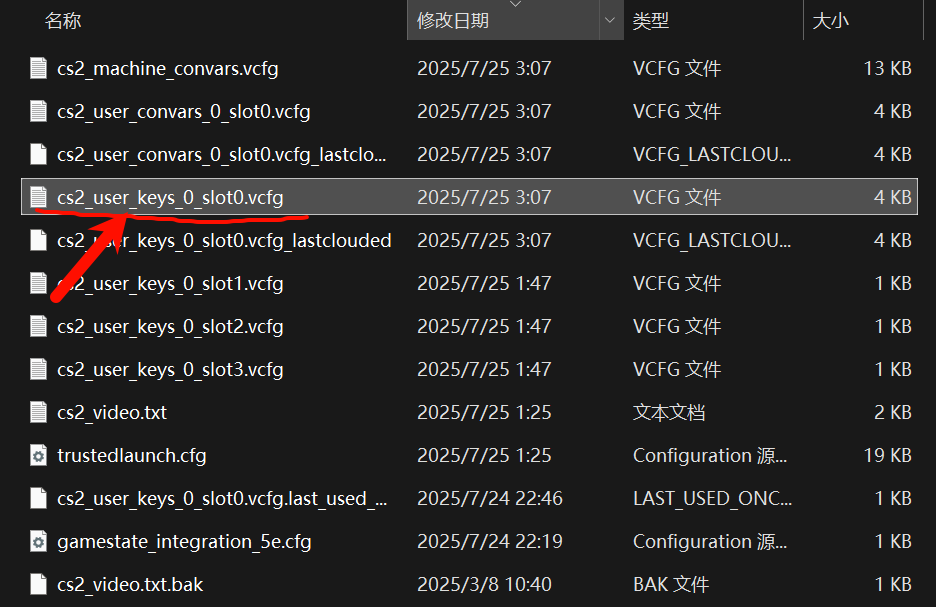 名称 修改日期 类型 大小
cs2_machine_convars.vcfg 2025/7/25 3:07 VCFG 文件 13 KB
cs2_user_convars_0_slot0.vcfg 2025/7/25 3:07 VCFG 文件 4 KB
cs2_user_convars_0_slot0.vcfg_lastclo... 2025/7/25 3:07 VCFG_LASTCLOU... 4 KB
cs2_user_keys_0_slot0.vcfg 2025/7/25 3:07 VCFG 文件 4 KB
cs2_user_keys_0_slot0.vcfg_lastclouded 2025/7/25 3:07 VCFG_LASTCLOU... 4 KB
cs2_user_keys_0_slot1.vcfg 2025/7/25 1:47 VCFG 文件 1 KB
cs2_user_keys_0_slot2.vcfg 2025/7/25 1:47 VCFG 文件 1 KB
cs2_user_keys_0_slot3.vcfg 2025/7/25 1:47 VCFG 文件 1 KB
cs2_video.txt 2025/7/25 1:25 文本文档 2 KB
trustedlaunch.cfg 2025/7/25 1:25 Configuration 源... 19 KB
cs2_user_keys_0_slot0.vcfg.last_used_... 2025/7/24 22:46 LAST_USED_ONC... 1 KB
gamestate_integration_5e.cfg 2025/7/24 22:19 Configuration 源... 1 KB
cs2_video.txt.bak 2025/3/8 10:40 BAK 文件 1 KB